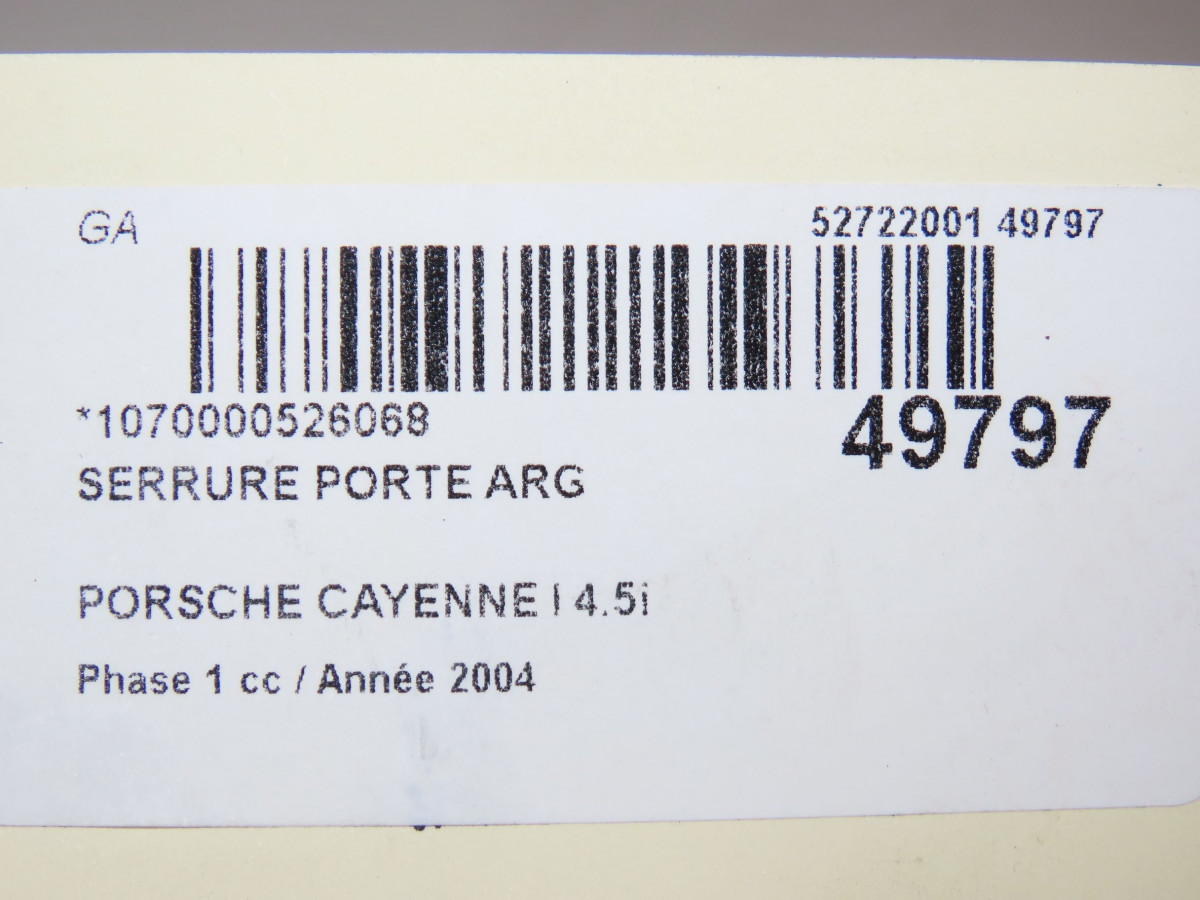 GA 52722001 49797
*1070000526068
49797
SERRURE PORTE ARG
PORSCHE CAYENNE I 4.5i
Phase 1 cc / Année 2004